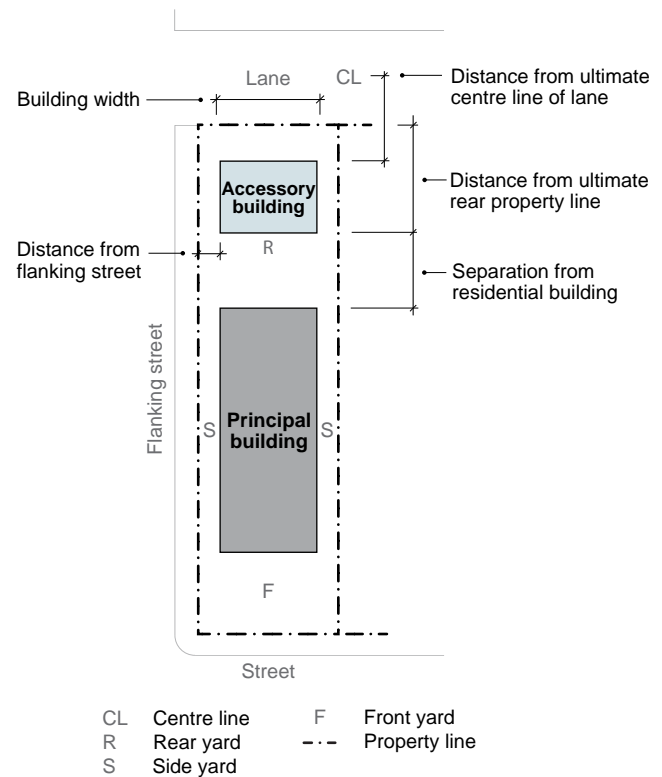 Lane
CL
Distance from ultimate
centre line of lane
Building width
Accessory
building
Distance from ultimate
rear property line
Distance from
flanking street
R
Separation from
residential building
Flanking street
S
Principal
building
S
F
Street
CL Centre line
R Rear yard
S Side yard
F Front yard
Property line